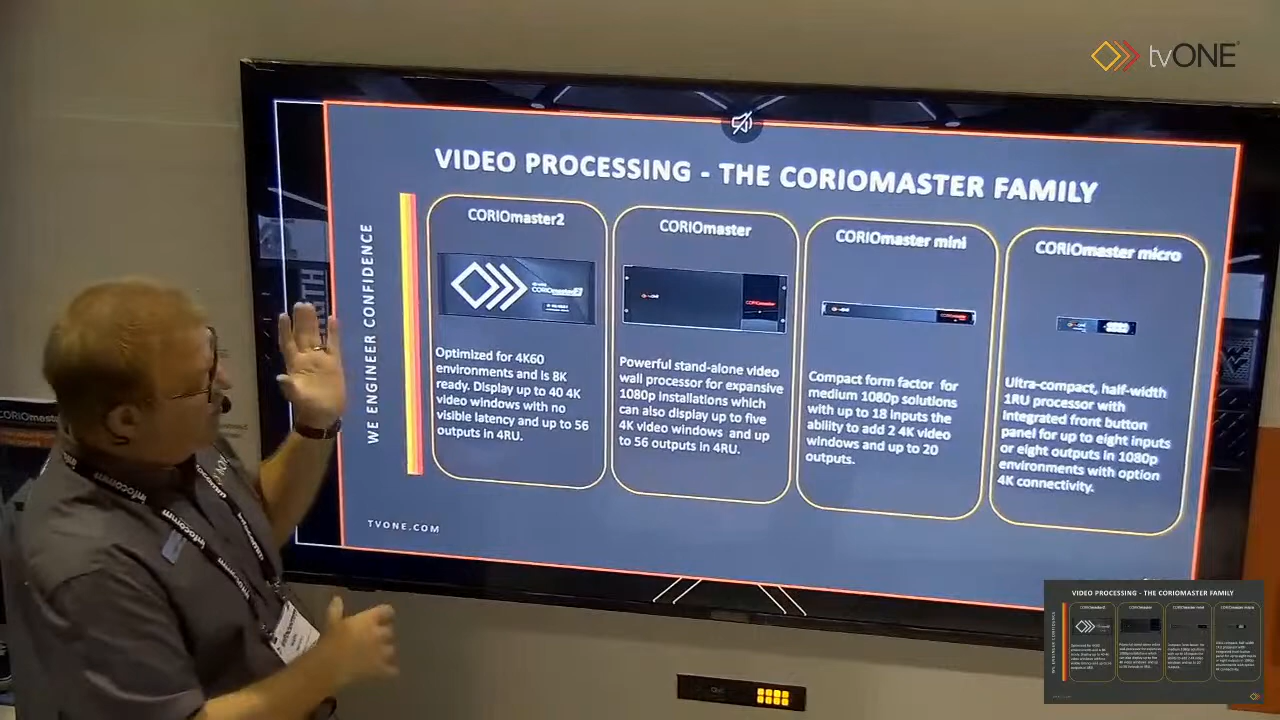 tvONE
VIDEO PROCESSING - THE CORIOMASTER FAMILY
WE ENGINEER CONFIDENCE
CORIOmaster2
Optimized for 4K60
environments and is 8K
ready. Display up to 40 4K
video windows with no
visible latency and up to 56
outputs in 4RU.
CORIOmaster
Powerful stand-alone video
wall processor for expansive
1080p installations which
can also display up to five
4K video windows and up
to 56 outputs in 4RU.
CORIOmaster mini
Compact form factor for
medium 1080p solutions
with up to 18 inputs the
ability to add 2 4K video
windows and up to 20
outputs.
CORIOmaster micro
Ultra-compact, half-width
1RU processor with
integrated front button
panel for up to eight inputs
or eight outputs in 1080p
environments with option
4K connectivity.
TVONE.COM
infocomm
infocomm
VIDEO PROCESSING - THE CORIOMASTER FAMILY